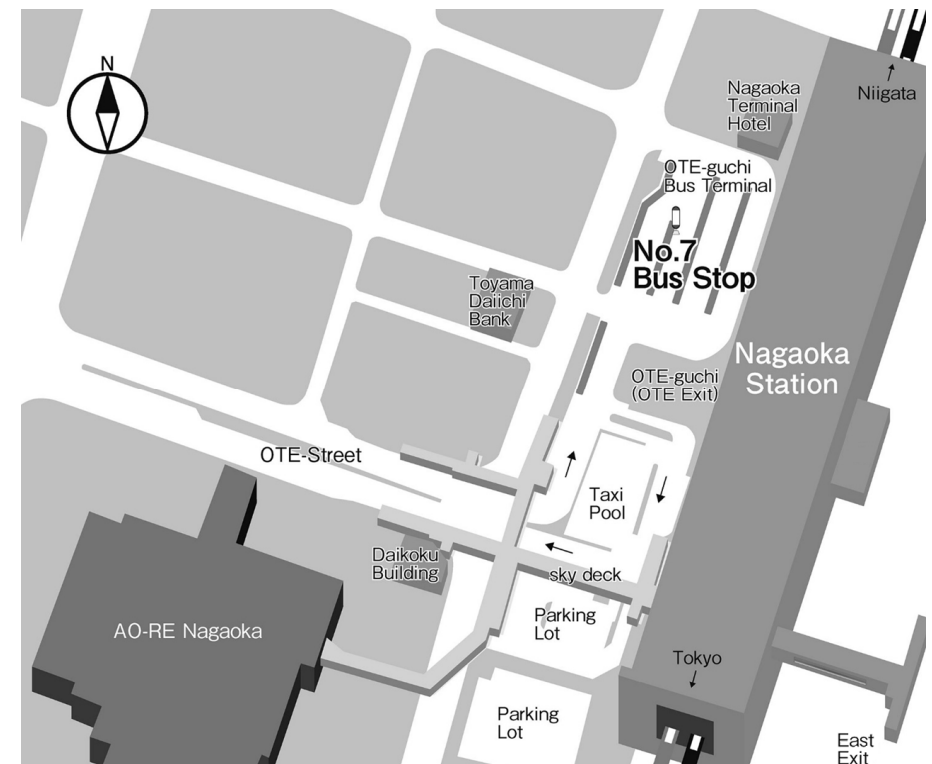 N
Niigata
Nagaoka
Terminal
Hotel
OTE-guchi
Bus Terminal
No.7
Bus Stop
Toyama
Daiichi
Bank
Nagaoka
Station
OTE-guchi
(OTE Exit)
OTE-Street
Taxi
Pool
Daikoku
Building
sky deck
Parking
Lot
AO-RE Nagaoka
Tokyo
Parking
Lot
East
Exit